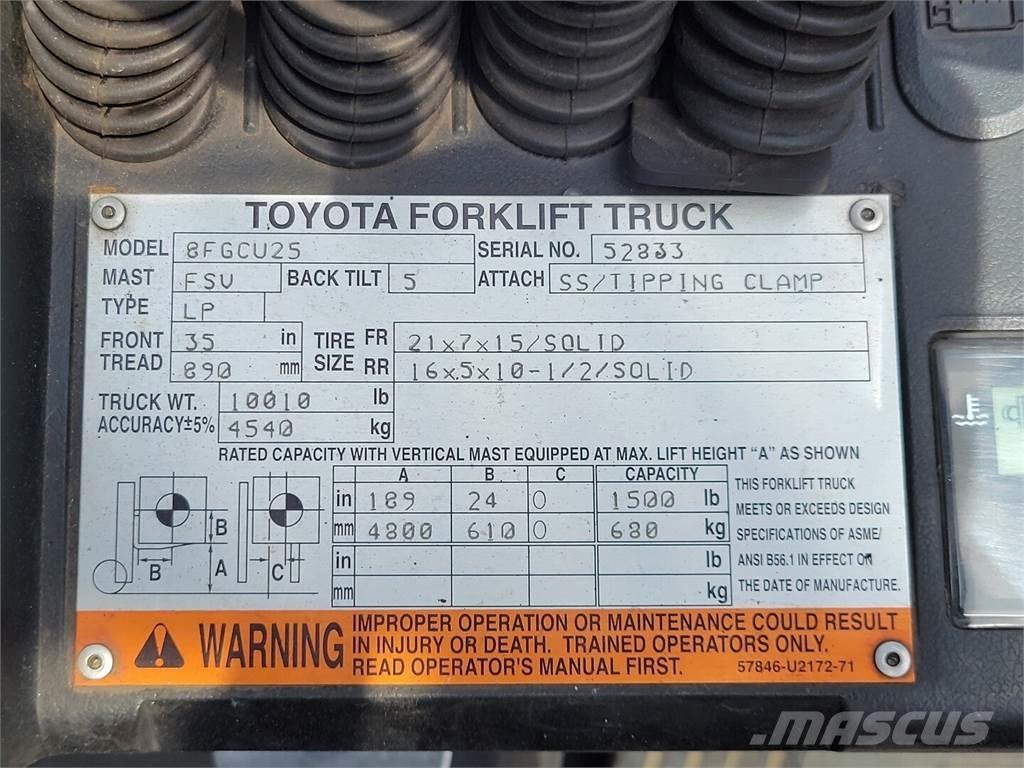 TOYOTA FORKLIFT TRUCK
MODEL 8FGCU25 SERIAL NO. 52833
MAST FSV BACK TILT 5 ATTACH SS/TIPPING CLAMP
TYPE LP
FRONT TREAD 35 in TIRE SIZE FR 21x7x15/SOLID
890 mm RR 16x5x10-1/2/SOLID
TRUCK WT. 10010 lb
ACCURACY±5% 4540 kg
RATED CAPACITY WITH VERTICAL MAST EQUIPPED AT MAX. LIFT HEIGHT "A" AS SHOWN
A B C CAPACITY
in 189 24 0 1500 lb
mm 4800 610 0 680 kg
in lb
mm kg
B
B A C
THIS FORKLIFT TRUCK
MEETS OR EXCEEDS DESIGN
SPECIFICATIONS OF ASME/
ANSI B56.1 IN EFFECT ON
THE DATE OF MANUFACTURE.
WARNING
IMPROPER OPERATION OR MAINTENANCE COULD RESULT
IN INJURY OR DEATH. TRAINED OPERATORS ONLY.
READ OPERATOR'S MANUAL FIRST. 57846-U2172-71
MASCUS